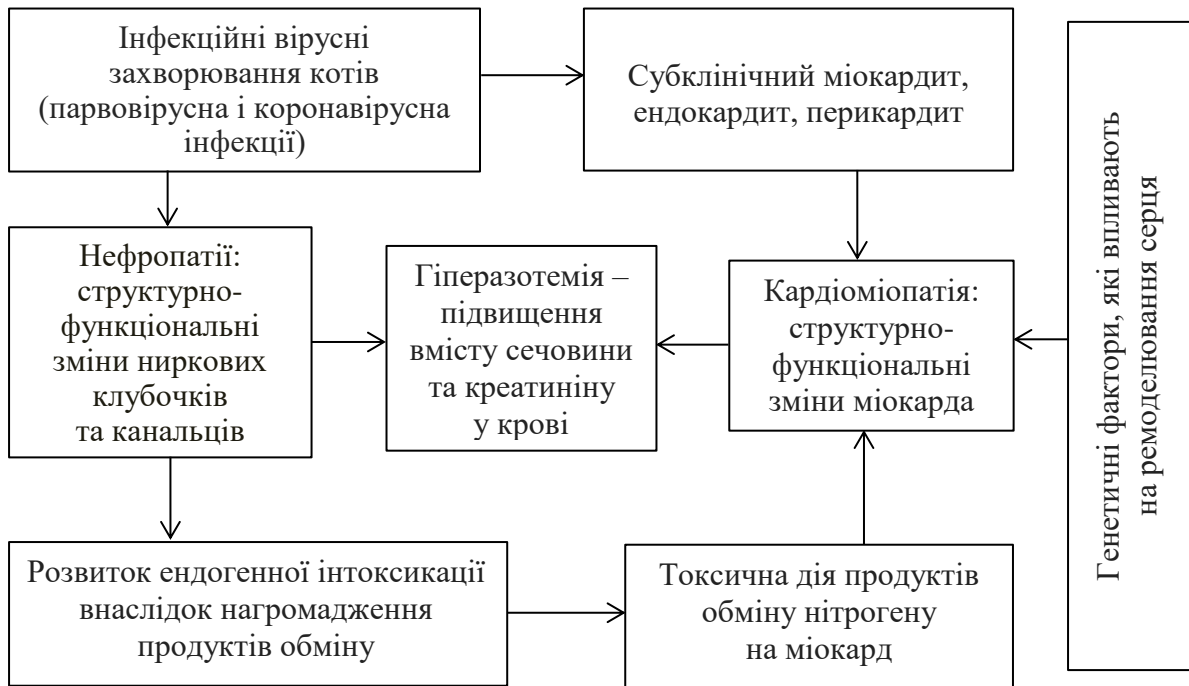 Інфекційні вірусні
захворювання котів
(парвовірусна і коронавірусна
інфекції)
Субклінічний міокардит,
ендокардит, перикардит
Нефропатії:
структурно-
функціональні
зміни ниркових
клубочків
та канальців
Гіперазотемія –
підвищення
вмісту сечовини
та креатиніну
у крові
Кардіоміопатія:
структурно-
функціональні
зміни міокарда
Генетичні фактори, які впливають
на ремоделювання серця
Розвиток ендогенної інтоксикації
внаслідок нагромадження
продуктів обміну
Токсична дія продуктів
обміну нітрогену
на міокард